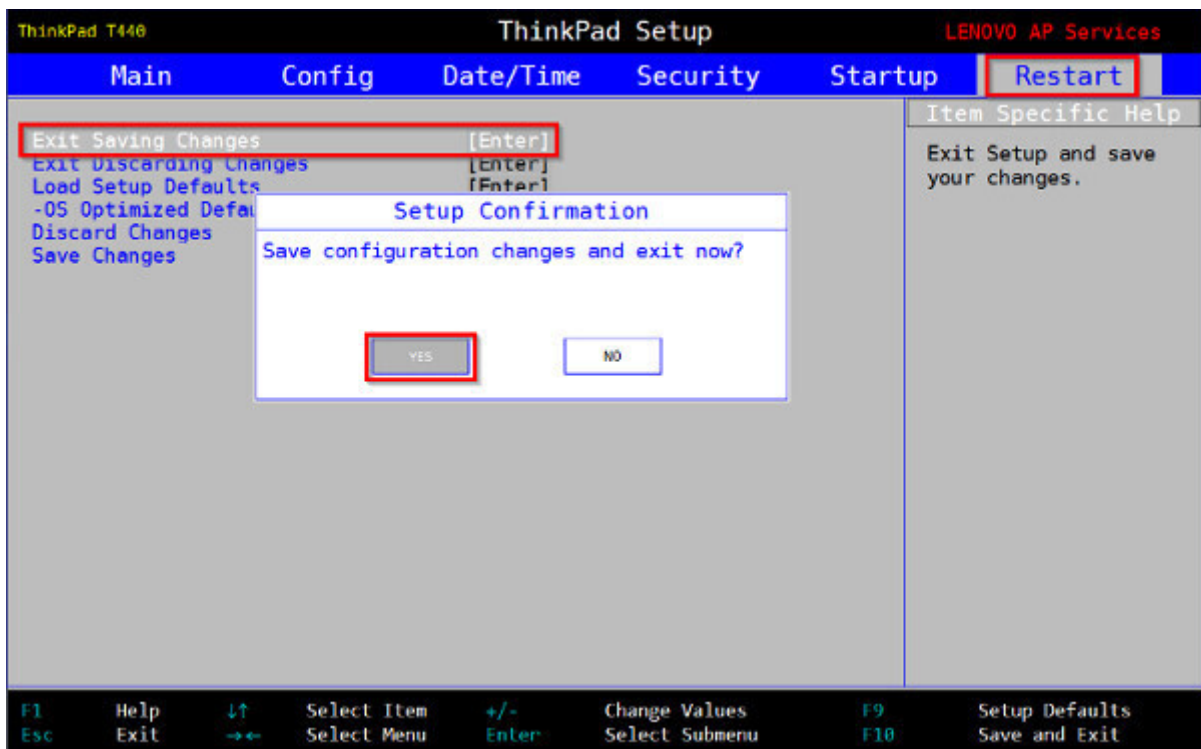 ThinkPad T440 ThinkPad Setup LENOVO AP Services
Main Config Date/Time Security Startup Restart
Item Specific Help
Exit Saving Changes [Enter]
Exit Discarding Changes [Enter]
Load Setup Defaults [Enter]
-OS Optimized
Discard Changes
Save Changes
Exit Setup and save
your changes.
Setup Confirmation
Save configuration changes and exit now?
YES NO
F1 Help ↓↑ Select Item +/- Change Values F9 Setup Defaults
Esc Exit →← Select Menu Enter Select Submenu F10 Save and Exit